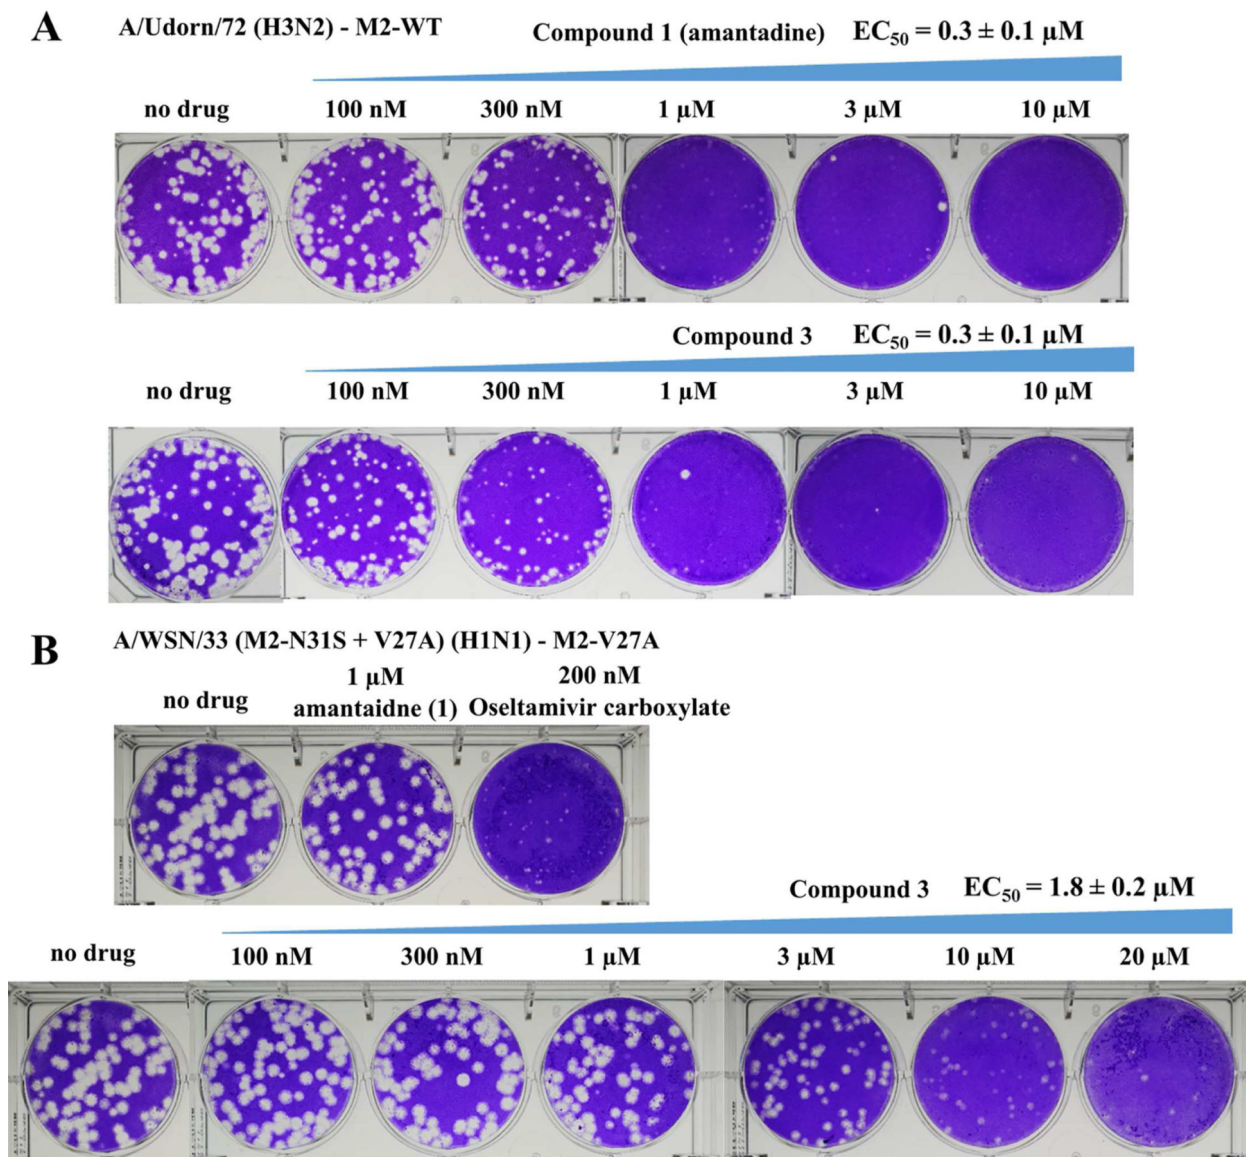 A
A/Udorn/72 (H3N2) - M2-WT
Compound 1 (amantadine) EC50 = 0.3 ± 0.1 µM
no drug 100 nM 300 nM 1 µM 3 µM 10 µM
Compound 3 EC50 = 0.3 ± 0.1 µM
no drug 100 nM 300 nM 1 µM 3 µM 10 µM
B
A/WSN/33 (M2-N31S + V27A) (H1N1) - M2-V27A
no drug
1 µM
amantaidne (1)
200 nM
Oseltamivir carboxylate
Compound 3 EC50 = 1.8 ± 0.2 µM
no drug 100 nM 300 nM 1 µM 3 µM 10 µM 20 µM